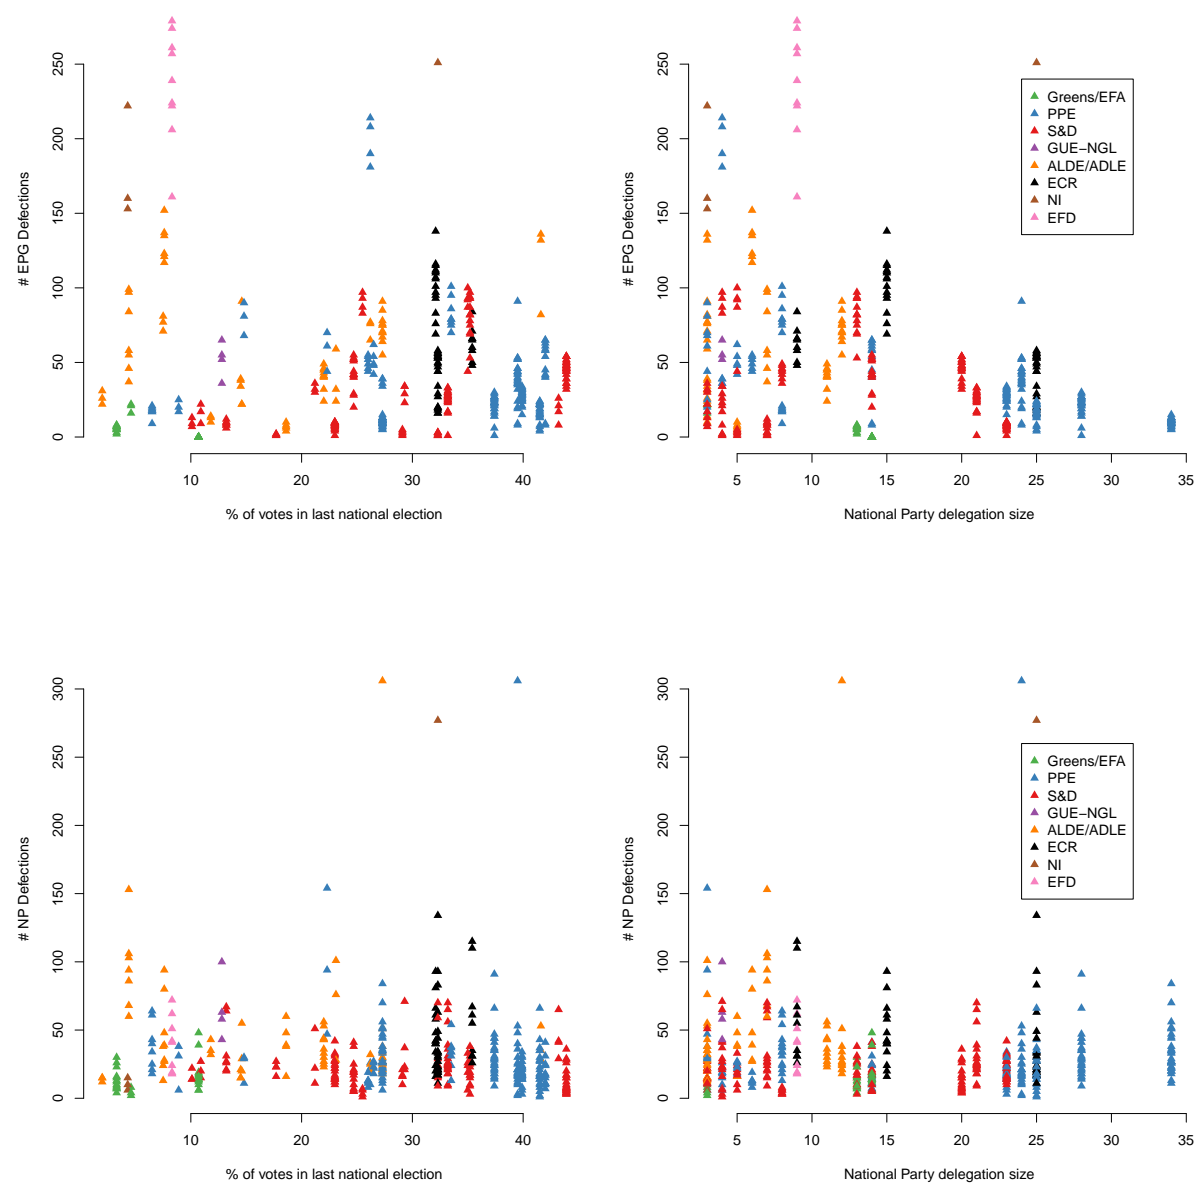 0 50 100 150 200 250
# EPG Defections
10 20 30 40
% of votes in last national election
0 50 100 150 200 250
# EPG Defections
Greens/EFA
PPE
S&D
GUE−NGL
ALDE/ADLE
ECR
NI
EFD
5 10 15 20 25 30 35
National Party delegation size
0 50 100 150 200 250 300
# NP Defections
10 20 30 40
% of votes in last national election
0 50 100 150 200 250 300
# NP Defections
Greens/EFA
PPE
S&D
GUE−NGL
ALDE/ADLE
ECR
NI
EFD
5 10 15 20 25 30 35
National Party delegation size